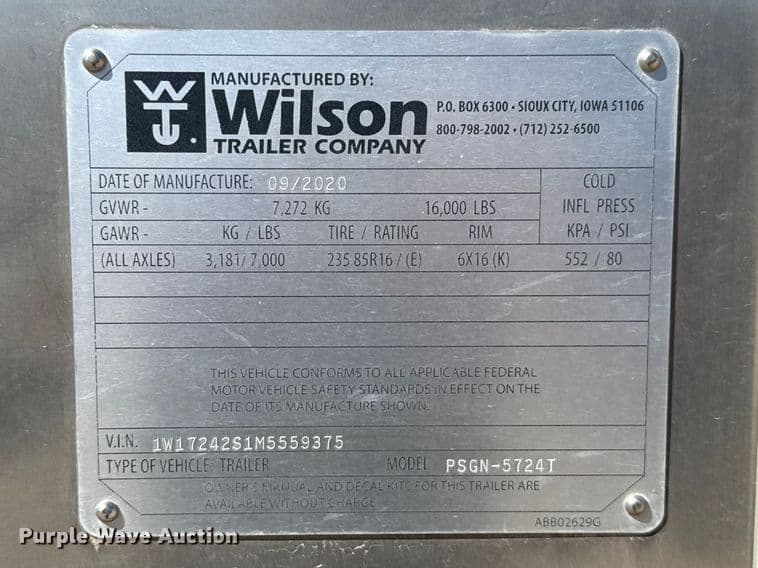 MANUFACTURED BY:
Wilson
TRAILER COMPANY
P.O. BOX 6300 • SIOUX CITY, IOWA 51106
800-798-2002 • (712) 252-6500
DATE OF MANUFACTURE: 09/2020 COLD
GVWR - 7,272 KG 16,000 LBS INFL PRESS
GAWR - KG / LBS TIRE / RATING RIM KPA / PSI
(ALL AXLES) 3,181/7,000 235 85R16 / (E) 6X16 (K) 552 / 80
THIS VEHICLE CONFORMS TO ALL APPLICABLE FEDERAL
MOTOR VEHICLE SAFETY STANDARDS IN EFFECT ON THE
DATE OF ITS MANUFACTURE SHOWN.
V.I.N. 1W17242S1M5559375
TYPE OF VEHICLE: TRAILER MODEL PSGN-5724T
OWNER'S MANUAL AND DECAL KITS FOR THIS TRAILER ARE
AVAILABLE WITHOUT CHARGE
ABB02629G
Purple Wave Auction